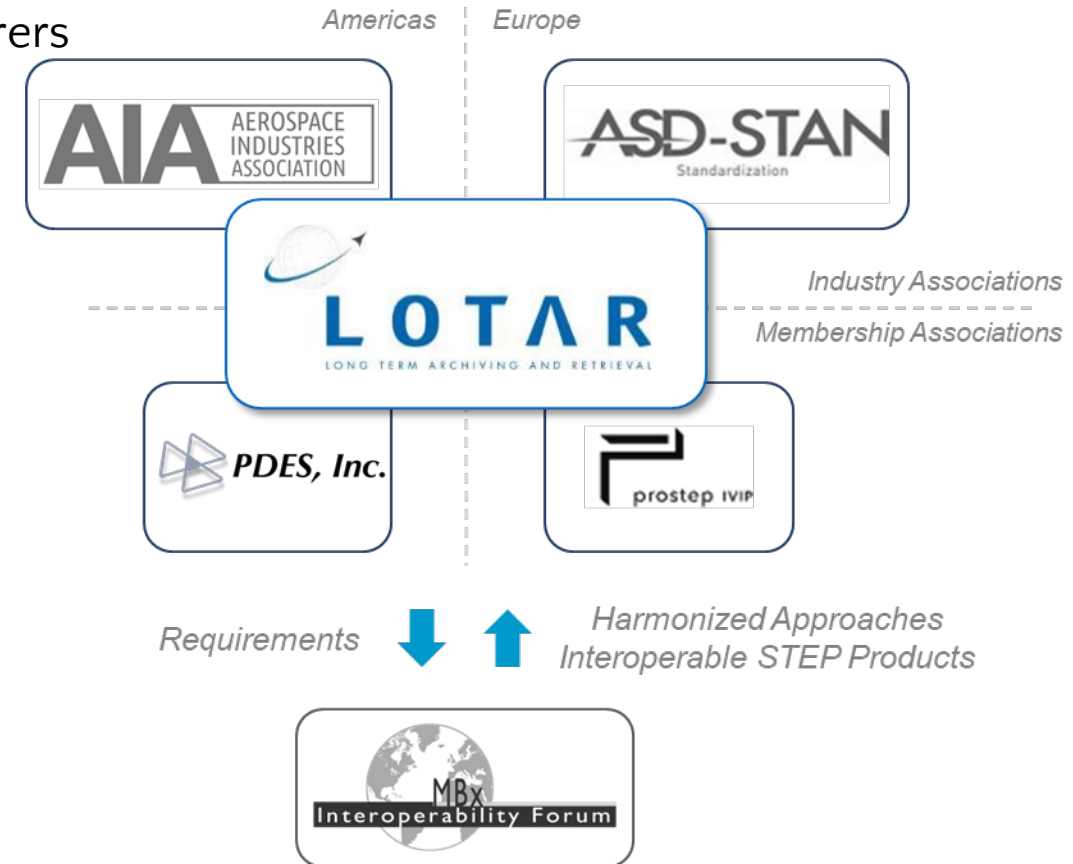 rers
Americas
Europe
AIA
AEROSPACE
INDUSTRIES
ASSOCIATION
ASD-STAN
Standardization
LOTAR
LONG TERM ARCHIVING AND RETRIEVAL
Industry Associations
Membership Associations
PDES, Inc.
prostep IVIP
Requirements
Harmonized Approaches
Interoperable STEP Products
MBx
Interoperability Forum